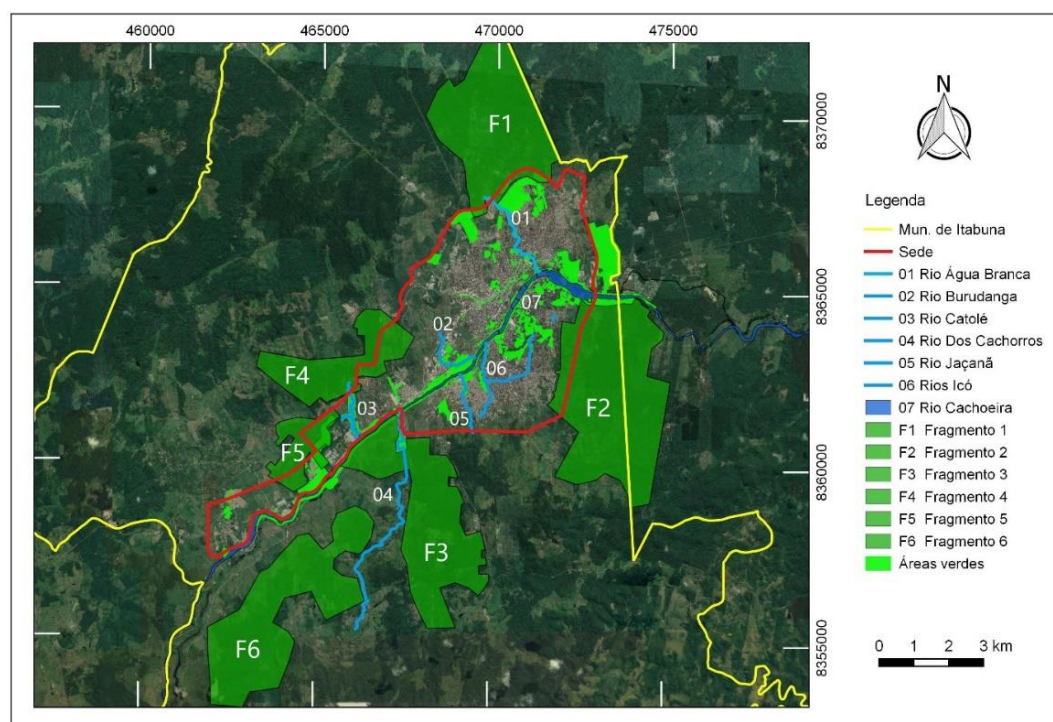 460000
465000
470000
475000
8370000
8365000
8360000
8355000
F1
01
07
02
06
F4
03
05
F2
F5
04
F3
F6
N
Legenda
Mun. de Itabuna
Sede
01 Rio Água Branca
02 Rio Burudanga
03 Rio Catolé
04 Rio Dos Cachorros
05 Rio Jaçanã
06 Rios Icó
07 Rio Cachoeira
F1 Fragmento 1
F2 Fragmento 2
F3 Fragmento 3
F4 Fragmento 4
F5 Fragmento 5
F6 Fragmento 6
Áreas verdes
0 1 2 3 km